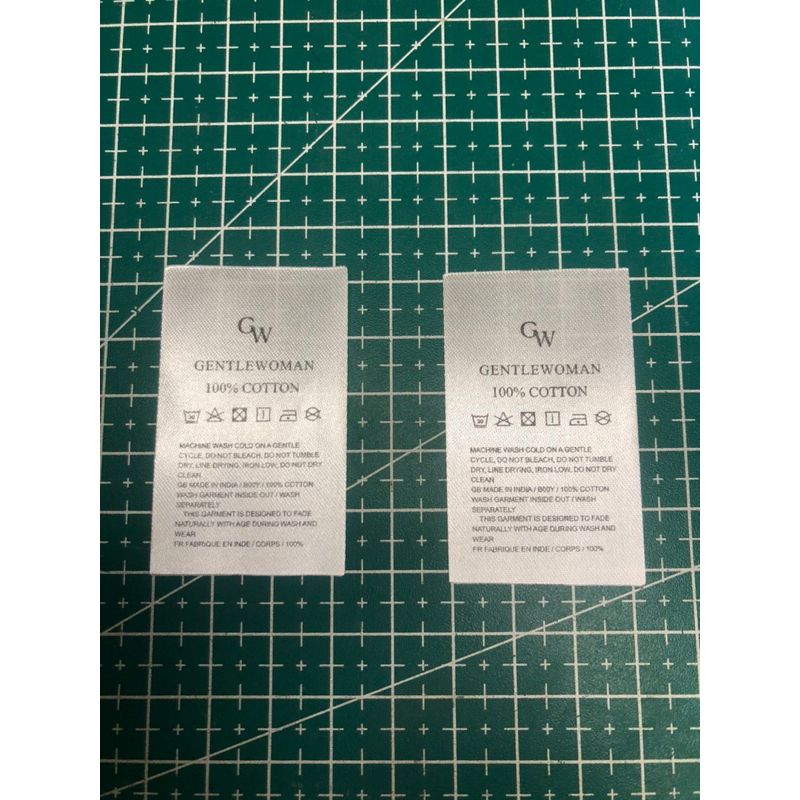 GW
GENTLEWOMAN
100% COTTON
30
MACHINE WASH COLD ON A GENTLE
CYCLE, DO NOT BLEACH, DO NOT TUMBLE
DRY, LINE DRYING, IRON LOW, DO NOT DRY
CLEAN
GB MADE IN INDIA / B00Y / 100% COTTON
WASH GARMENT INSIDE OUT / WASH
SEPARATELY
THIS GARMENT IS DESIGNED TO FADE
NATURALLY WITH AGE DURING WASH AND
WEAR
FR FABRIQUE EN INDE / CORPS / 100%
GW
GENTLEWOMAN
100% COTTON
30
MACHINE WASH COLD ON A GENTLE
CYCLE, DO NOT BLEACH, DO NOT TUMBLE
DRY, LINE DRYING, IRON LOW, DO NOT DRY
CLEAN
GB MADE IN INDIA / B00Y / 100% COTTON
WASH GARMENT INSIDE OUT / WASH
SEPARATELY
THIS GARMENT IS DESIGNED TO FADE
NATURALLY WITH AGE DURING WASH AND
WEAR
FR FABRIQUE EN INDE / CORPS / 100%